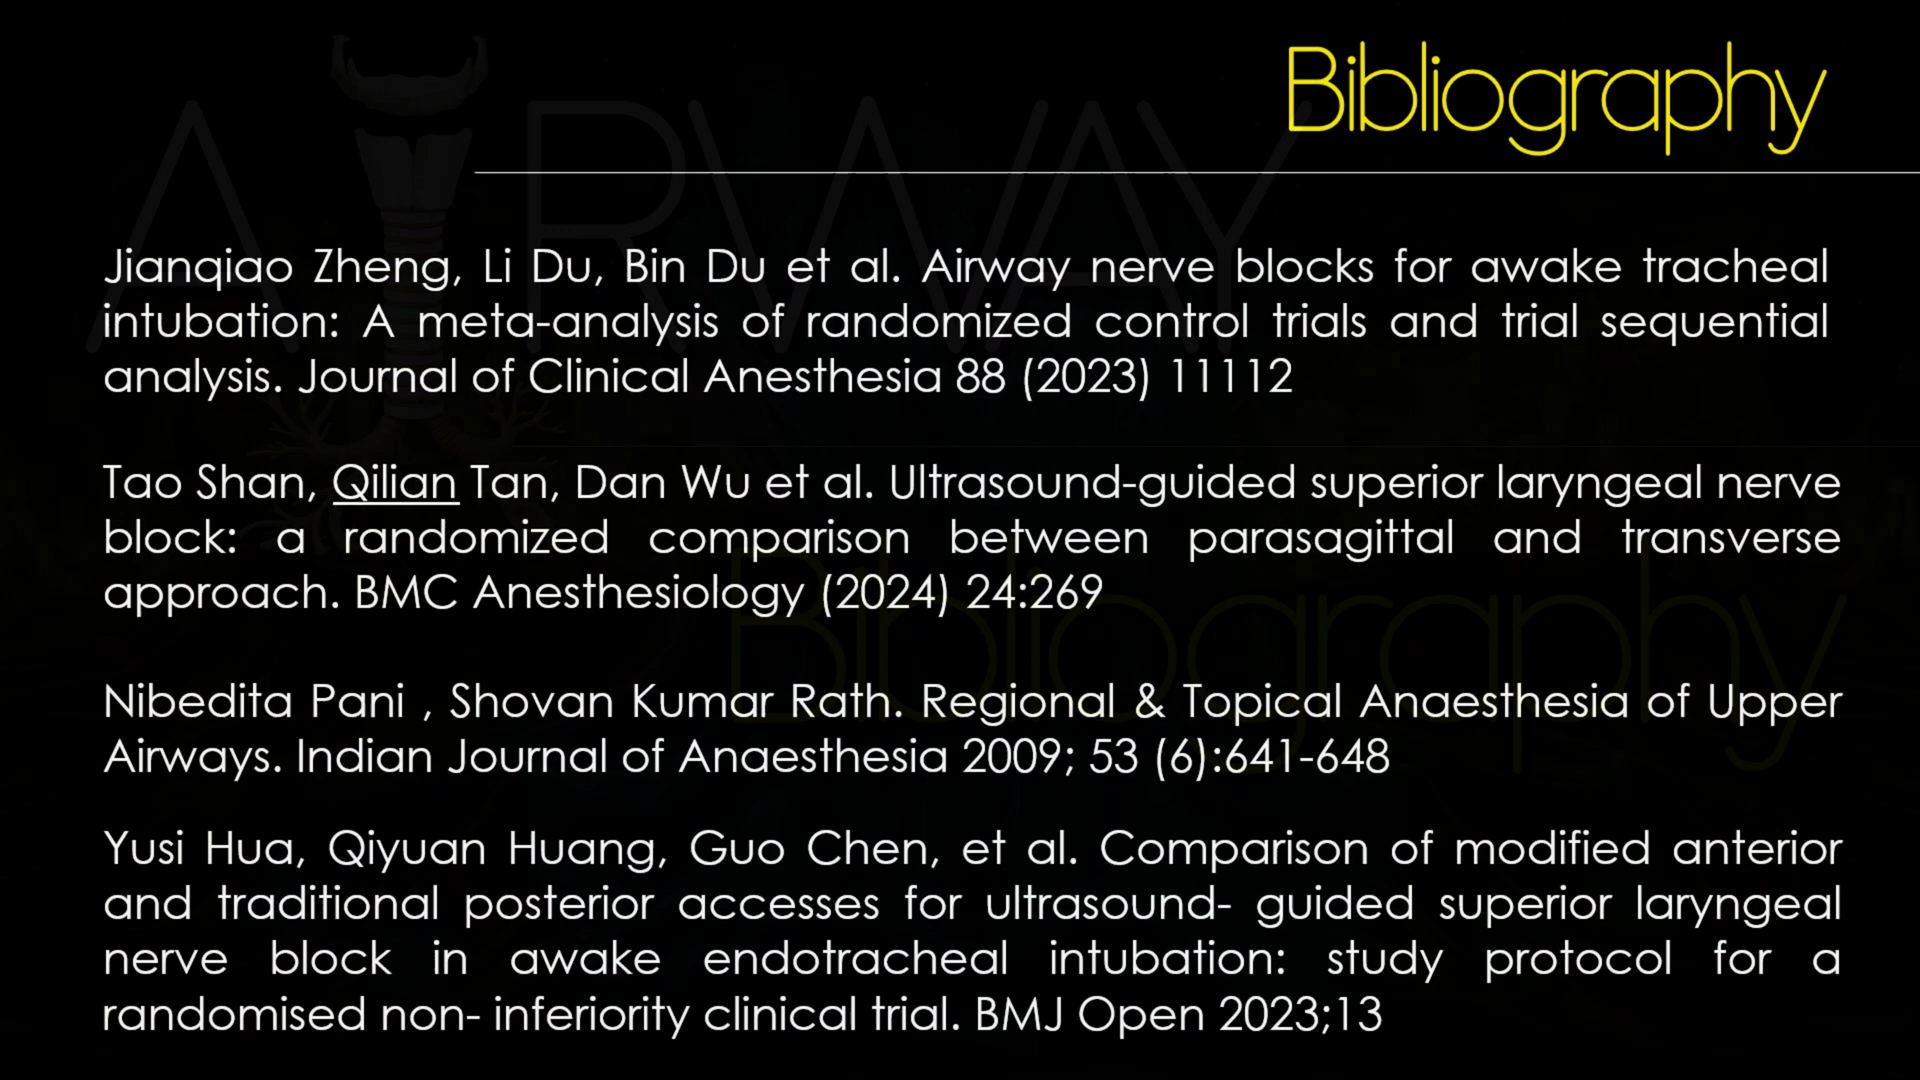 Bibliography
AIRWAY
Jianqiao Zheng, Li Du, Bin Du et al. Airway nerve blocks for awake tracheal
intubation: A meta-analysis of randomized control trials and trial sequential
analysis. Journal of Clinical Anesthesia 88 (2023) 11112
Tao Shan, Qilian Tan, Dan Wu et al. Ultrasound-guided superior laryngeal nerve
block: a randomized comparison between parasagittal and transverse
approach. BMC Anesthesiology (2024) 24:269
Bibliography
Nibedita Pani , Shovan Kumar Rath. Regional & Topical Anaesthesia of Upper
Airways. Indian Journal of Anaesthesia 2009; 53 (6):641-648
Yusi Hua, Qiyuan Huang, Guo Chen, et al. Comparison of modified anterior
and traditional posterior accesses for ultrasound- guided superior laryngeal
nerve block in awake endotracheal intubation: study protocol for a
randomised non- inferiority clinical trial. BMJ Open 2023;13